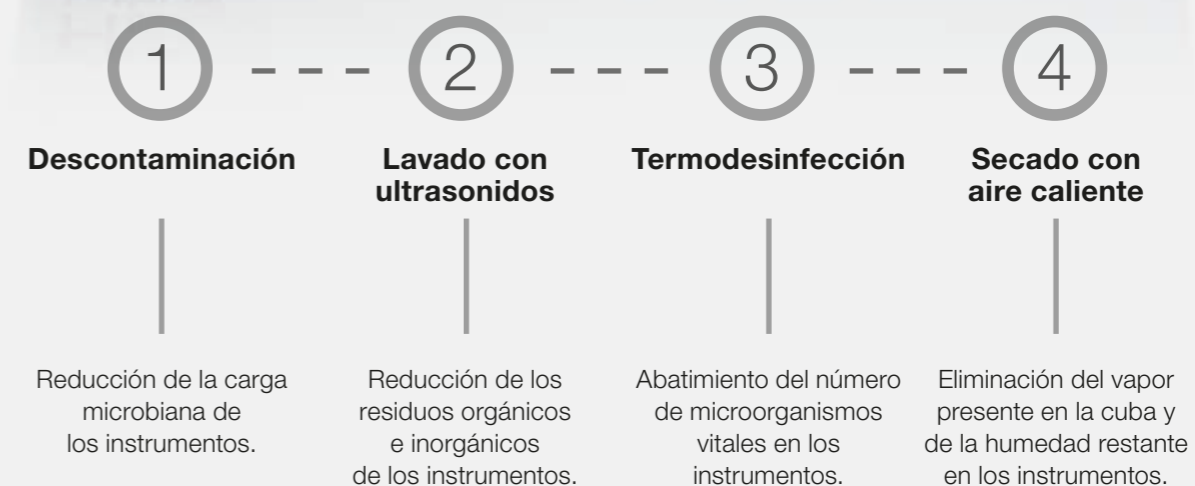 1
2
3
4
Descontaminación
Lavado con
ultrasonidos
Termodesinfección
Secado con
aire caliente
Reducción de la carga
microbiana de
los instrumentos.
Reducción de los
residuos orgánicos
e inorgánicos
de los instrumentos.
Abatimiento del número
de microorganismos
vitales en los
instrumentos.
Eliminación del vapor
presente en la cuba y
de la humedad restante
en los instrumentos.